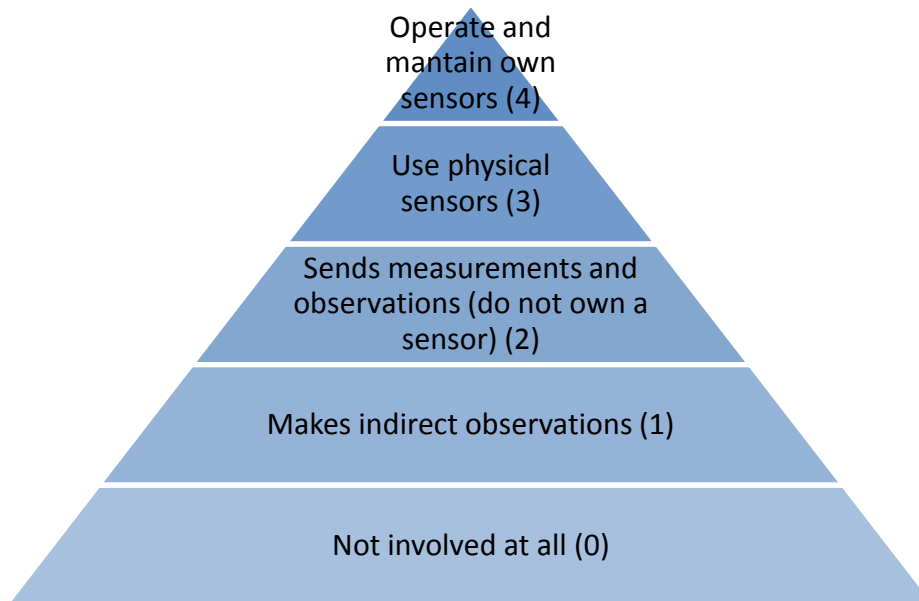 Operate and
mantain own
sensors (4)
Use physical
sensors (3)
Sends measurements and
observations (do not own a
sensor) (2)
Makes indirect observations (1)
Not involved at all (0)